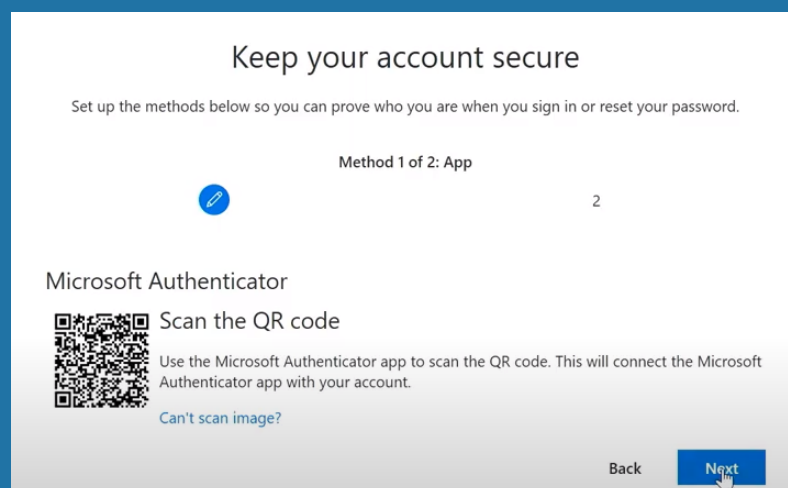 Keep your account secure
Set up the methods below so you can prove who you are when you sign in or reset your password.
Method 1 of 2: App
2
Microsoft Authenticator
Scan the QR code
Use the Microsoft Authenticator app to scan the QR code. This will connect the Microsoft
Authenticator app with your account.
Can't scan image?
Back
Next